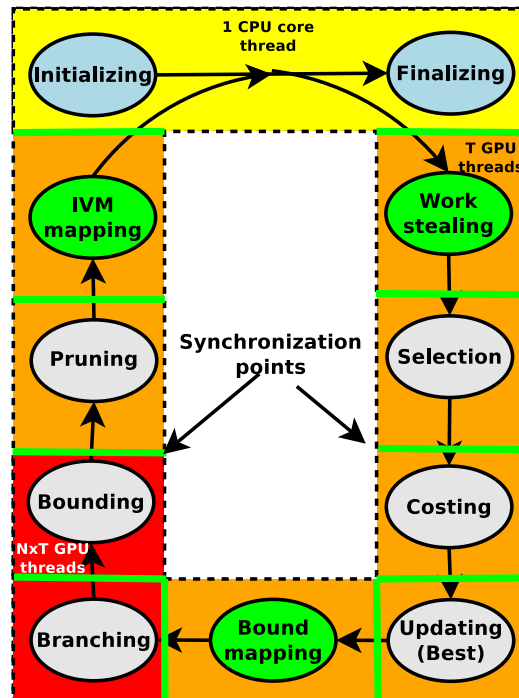 1 CPU core
thread
Initializing
Finalizing
T GPU
threads
IVM
mapping
Work
stealing
Synchronization
points
Pruning
Selection
Bounding
Costing
NxT GPU
threads
Branching
Bound
mapping
Updating
(Best)